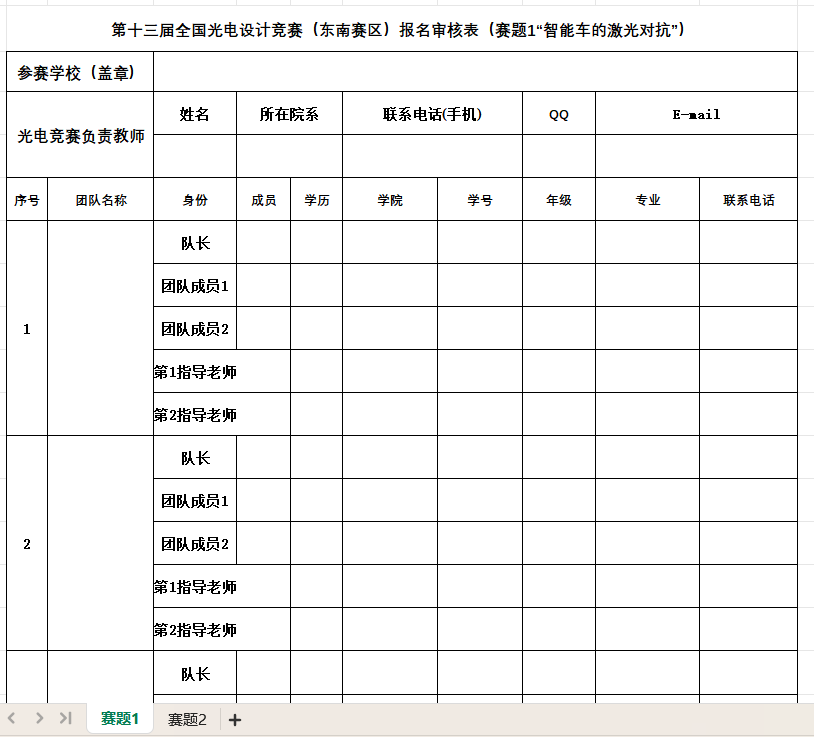 第十三届全国光电设计竞赛（东南赛区）报名审核表（赛题1“智能车的激光对抗”）
参赛学校（盖章）
光电竞赛负责教师 姓名 所在院系 联系电话(手机) QQ E-mail
序号 团队名称 身份 成员 学历 学院 学号 年级 专业 联系电话
1
队长
团队成员1
团队成员2
第1指导老师
第2指导老师
2
队长
团队成员1
团队成员2
第1指导老师
第2指导老师
队长
赛题1 赛题2 +